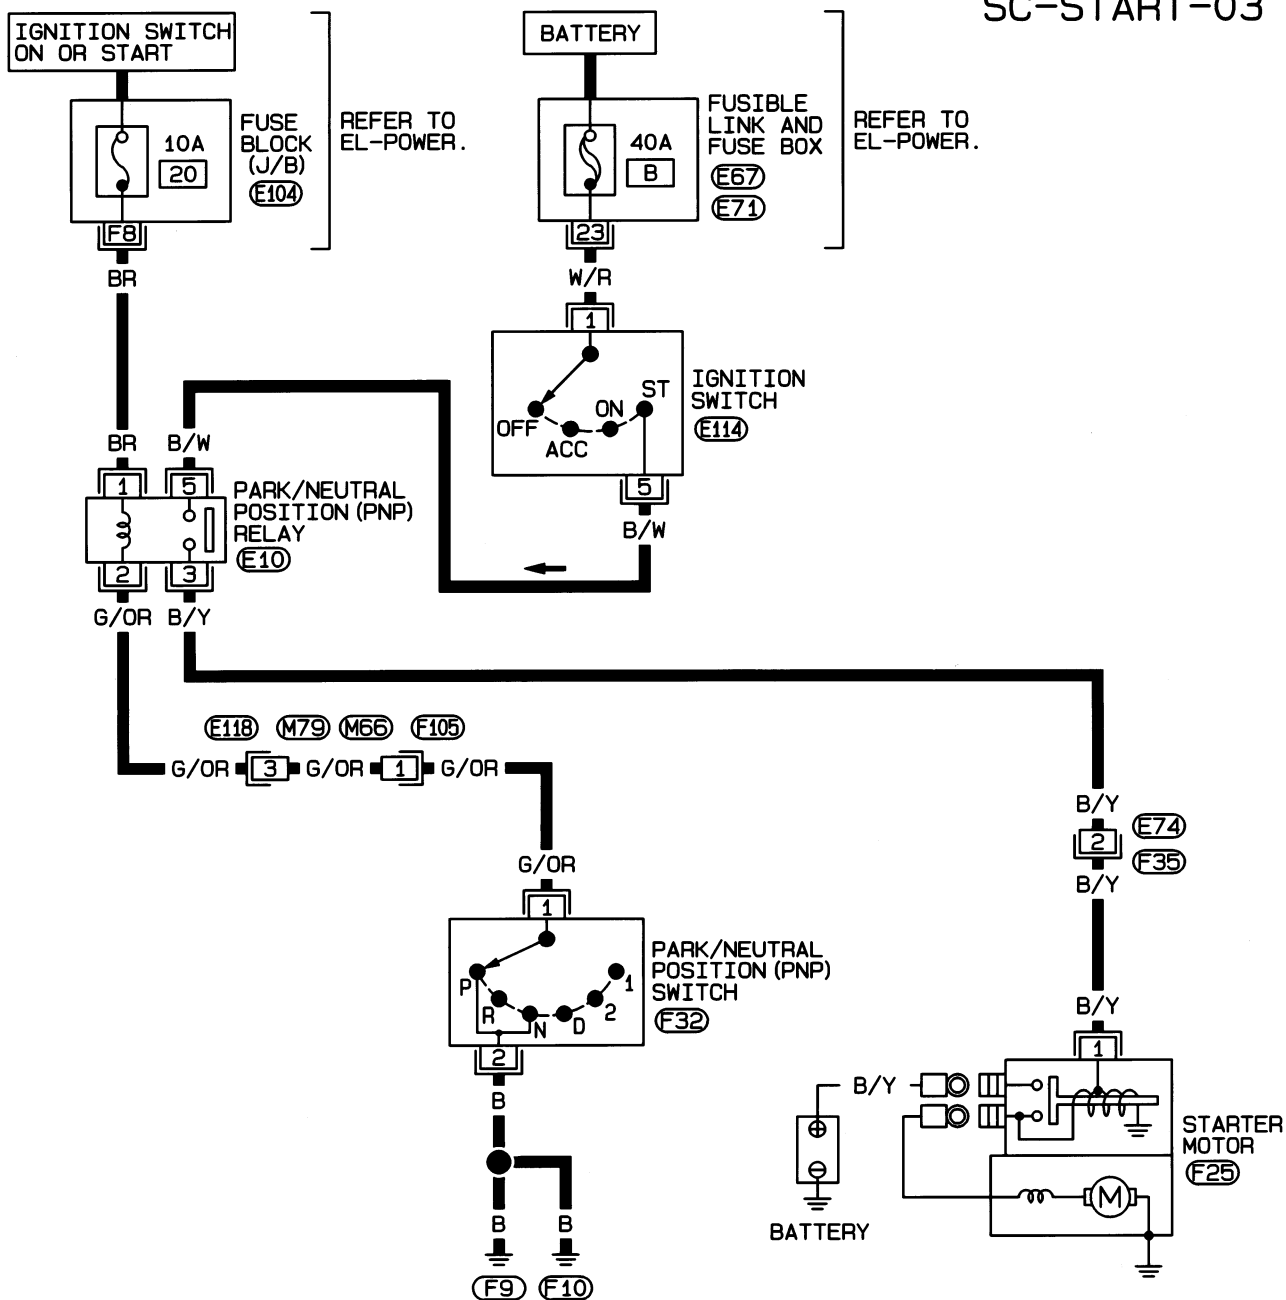 SC-START-03
IGNITION SWITCH
ON OR START
BATTERY
10A
20
FUSE
BLOCK
(J/B)
E104
REFER TO
EL-POWER.
40A
B
FUSIBLE
LINK AND
FUSE BOX
E67
E71
REFER TO
EL-POWER.
F8
23
BR
W/R
1
IGNITION
SWITCH
E114
OFF
ACC
ON
ST
5
B/W
BR
B/W
1
5
PARK/NEUTRAL
POSITION (PNP)
RELAY
E10
2
3
G/OR
B/Y
E118
M79
M66
F105
G/OR
3
G/OR
1
G/OR
G/OR
1
PARK/NEUTRAL
POSITION (PNP)
SWITCH
F32
P
R
N
D
2
1
2
B
B
B
F9
F10
B/Y
2
E74
F35
B/Y
B/Y
1
B/Y
STARTER
MOTOR
F25
M
BATTERY